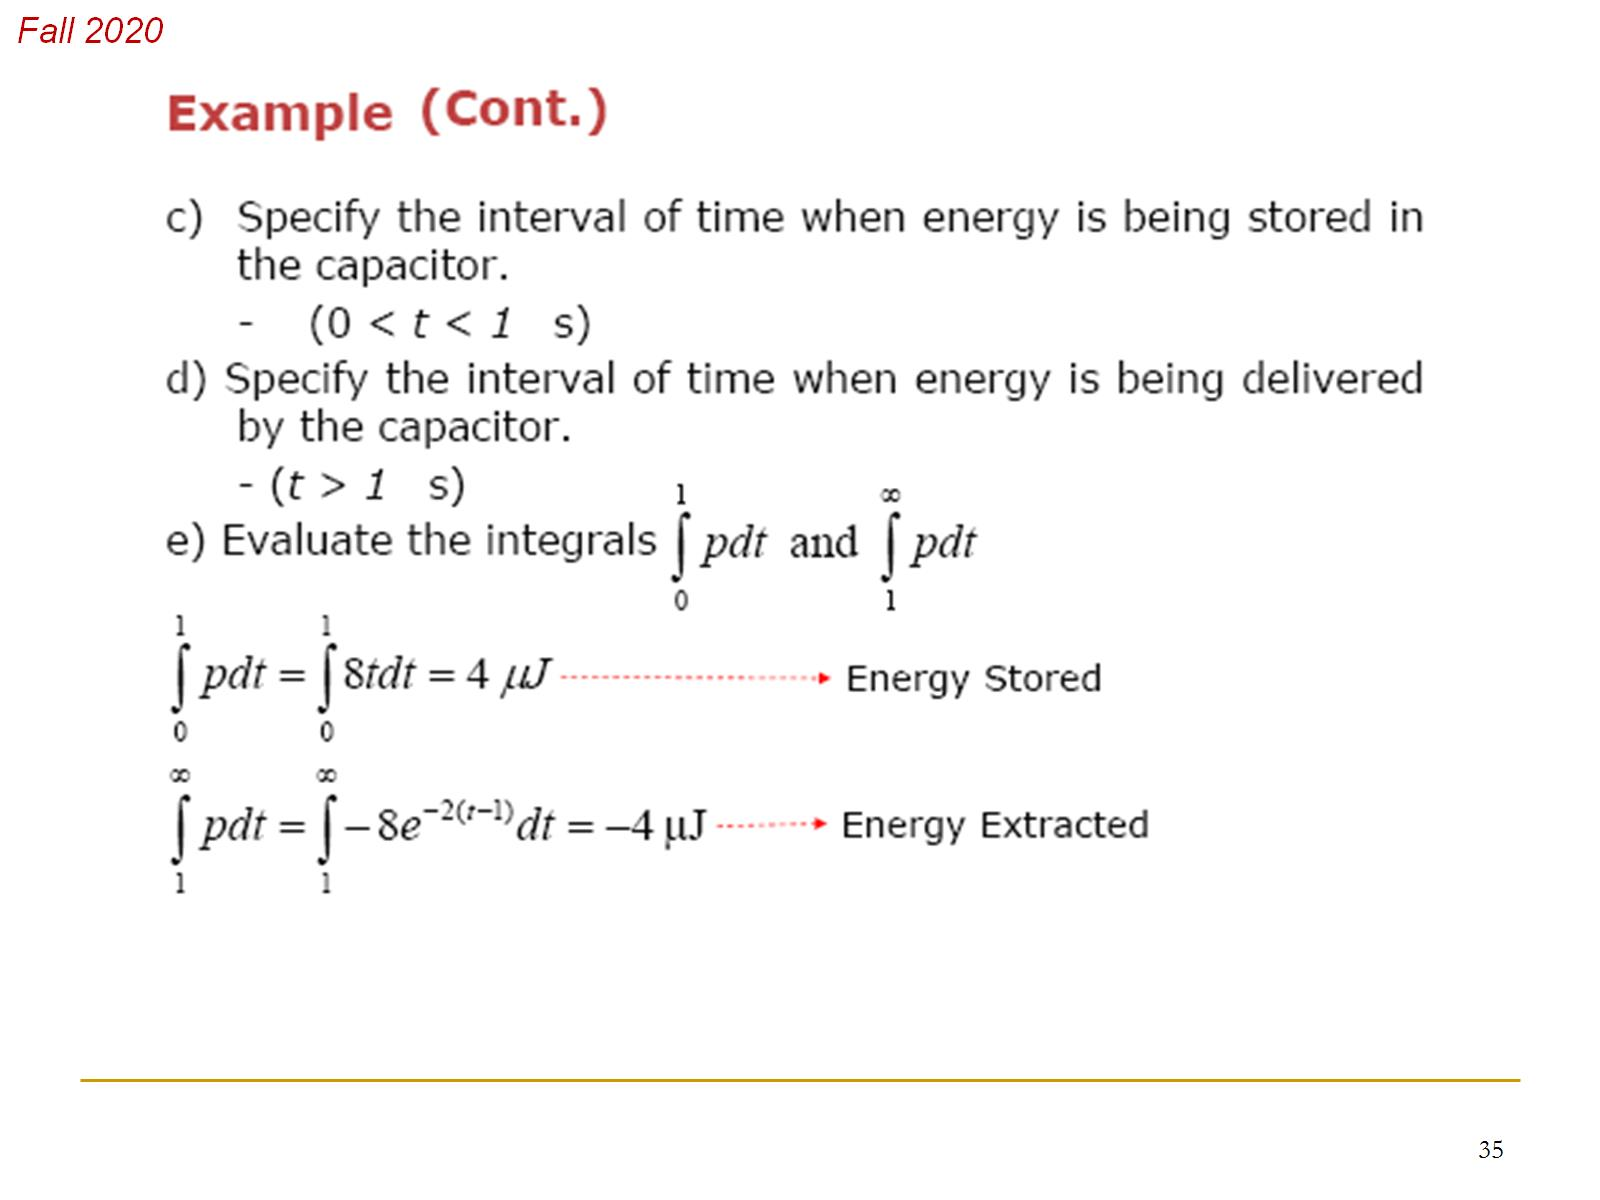 Fall 2020
Example (Cont.)
c) Specify the interval of time when energy is being stored in
the capacitor.
- (0 < t < 1 s)
d) Specify the interval of time when energy is being delivered
by the capacitor.
- (t > 1 s)
e) Evaluate the integrals ∫₀¹ pdt and ∫₁^∞ pdt
∫₀¹ pdt = ∫₀¹ 8tdt = 4 μJ Energy Stored
∫₁^∞ pdt = ∫₁^∞ –8e^(–2(t–1)) dt = –4 μJ Energy Extracted
35